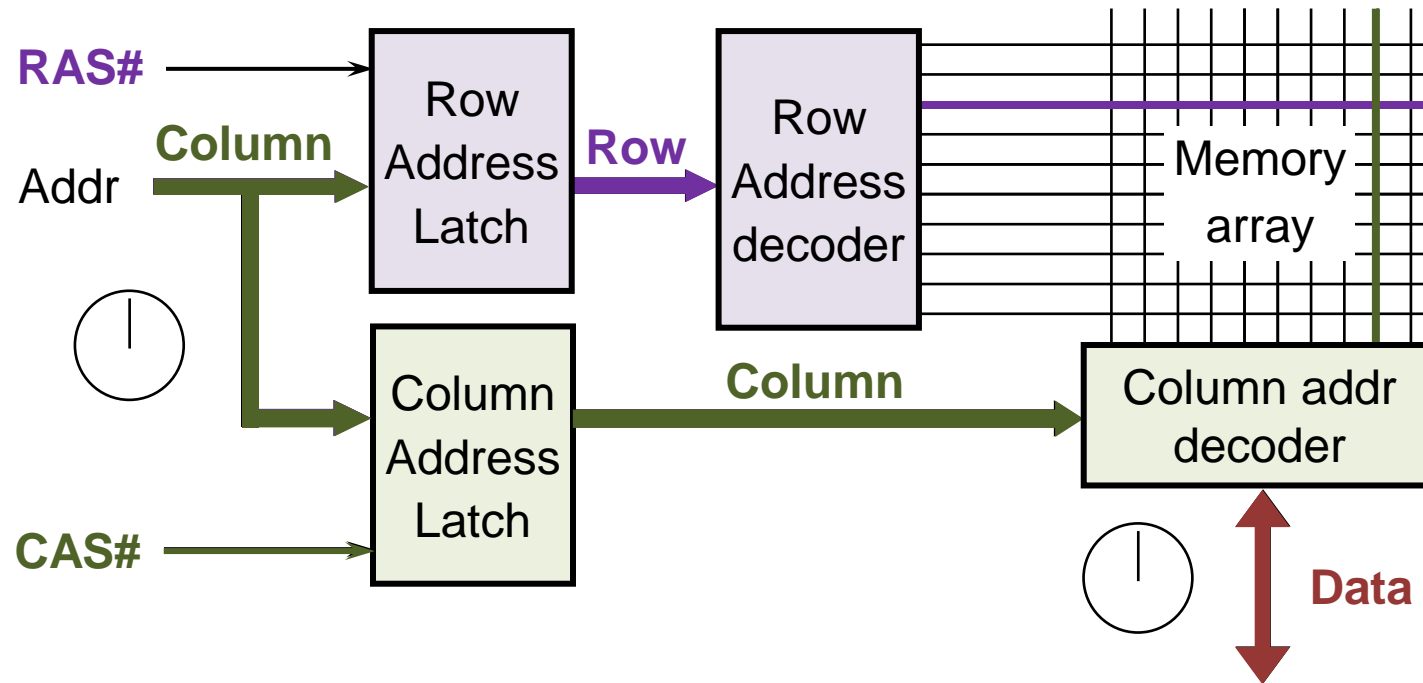 RAS#
Column
Addr
Row
Address
Latch
Row
Row
Address
decoder
Memory
array
Column
Address
Latch
CAS#
Column
Column addr
decoder
Data